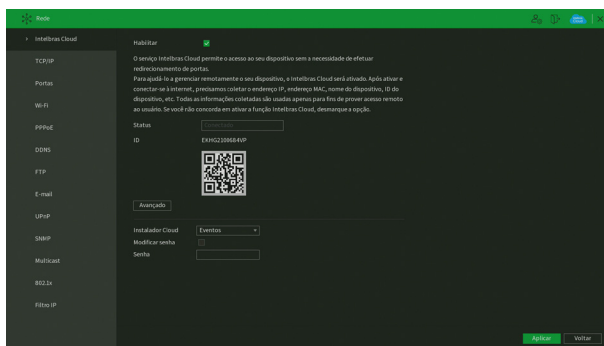 Rede
Intelbras Cloud
TCP/IP
Portas
Wi-Fi
PPPoE
DDNS
FTP
E-mail
UPnP
SNMP
Multicast
802.1x
Filtro IP
Habilitar
O serviço Intelbras Cloud permite o acesso ao seu dispositivo sem a necessidade de efetuar
redirecionamento de portas.
Para ajudá-lo a gerenciar remotamente o seu dispositivo, o Intelbras Cloud será ativado. Após ativar e
conectar-se à internet, precisamos coletar o endereço IP, endereço MAC, nome do dispositivo, ID do
dispositivo, etc. Todas as informações coletadas são usadas apenas para fins de prover acesso remoto
ao usuário. Se você não concorda em ativar a função Intelbras Cloud, desmarque a opção.
Status Conectado
ID EKHG2109684VP
Avançado
Instalador Cloud Eventos
Modificar senha
Senha
Aplicar Voltar